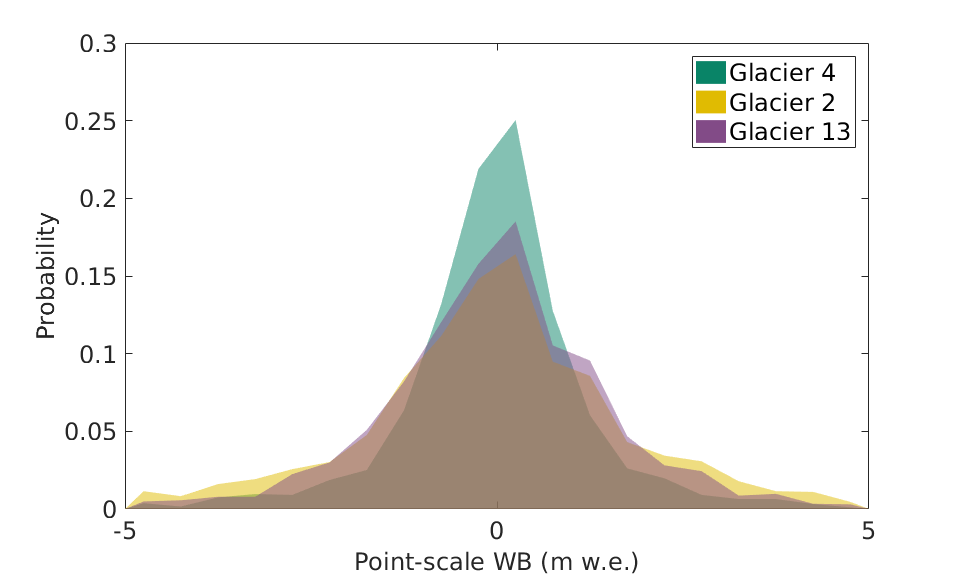 0.3
0.25
0.2
0.15
0.1
0.05
0
-5
0
5
Probability
Point-scale WB (m w.e.)
Glacier 4
Glacier 2
Glacier 13